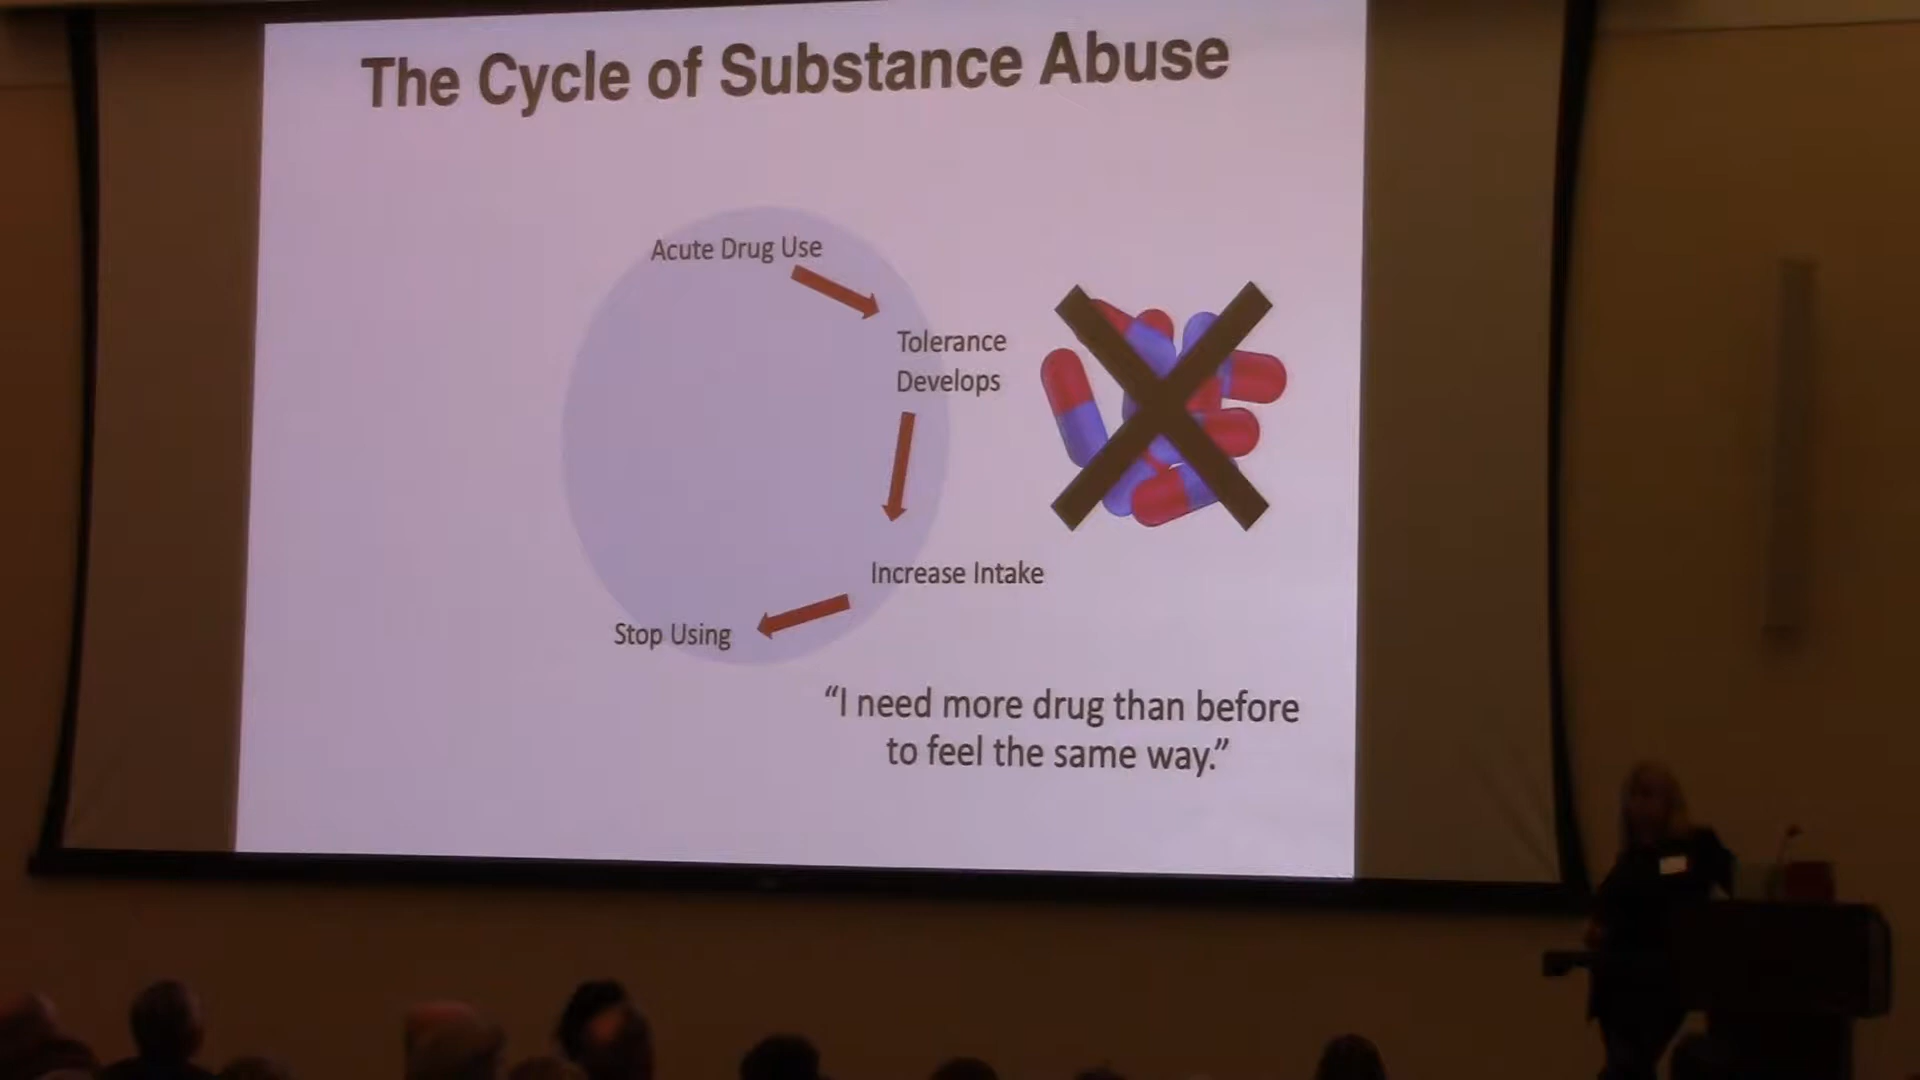 The Cycle of Substance Abuse
Acute Drug Use
Tolerance
Develops
Increase Intake
Stop Using
“I need more drug than before
to feel the same way.”